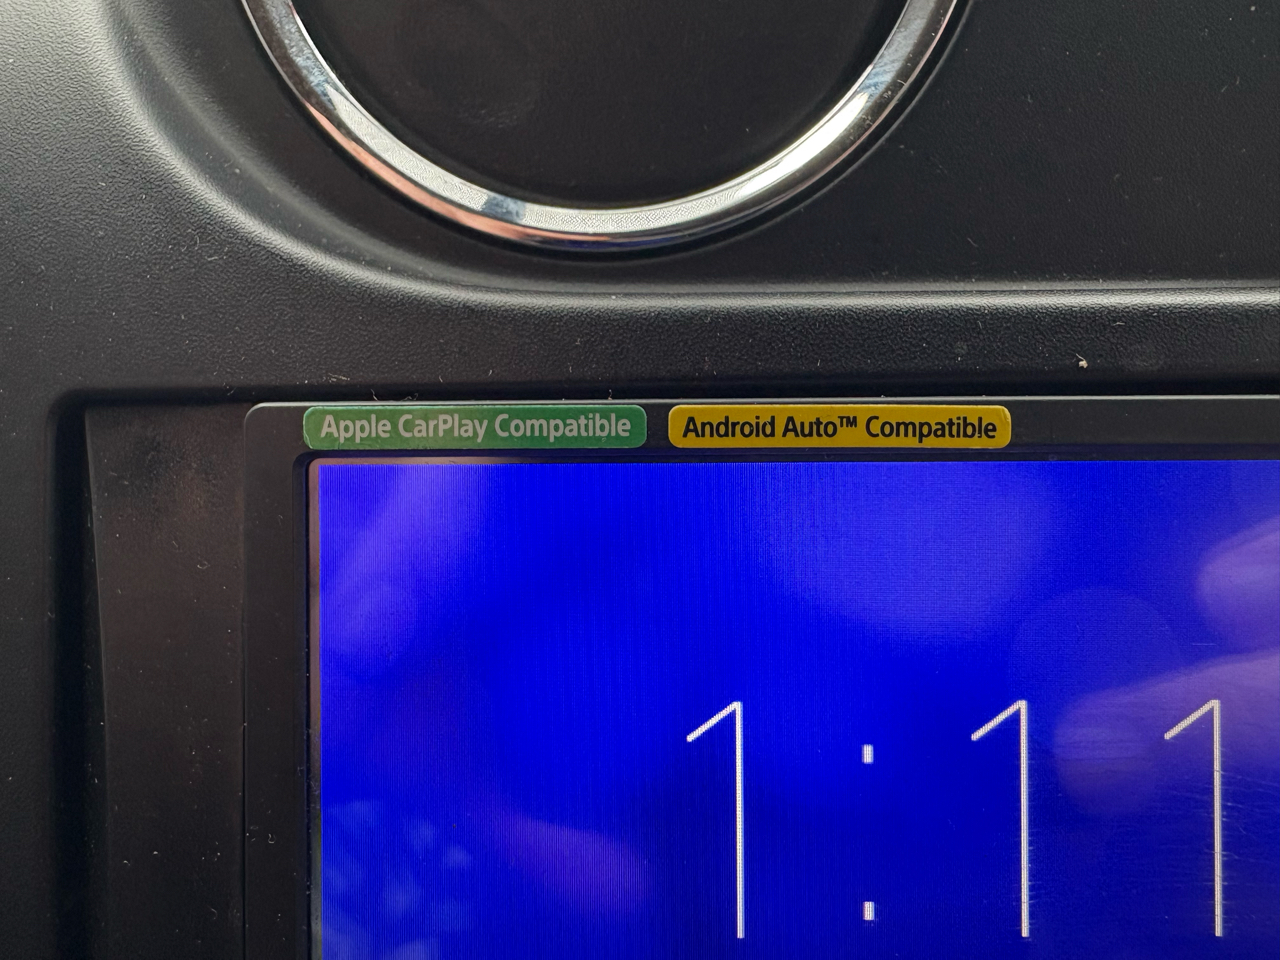 Apple CarPlay Compatible
Android Auto™ Compatible
1:11